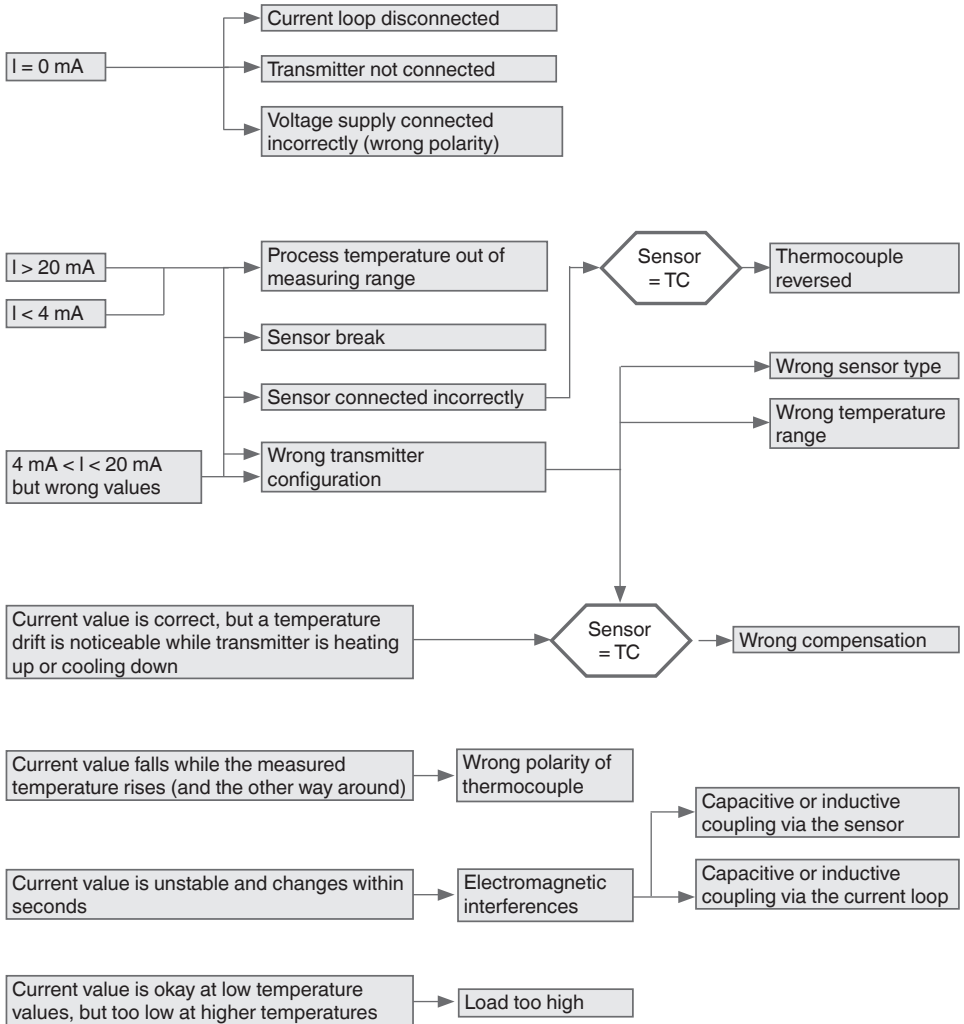 Current loop disconnected
I = 0 mA
Transmitter not connected
Voltage supply connected
incorrectly (wrong polarity)
I > 20 mA
Process temperature out of
measuring range
Sensor
= TC
Thermocouple
reversed
I < 4 mA
Sensor break
Wrong sensor type
Sensor connected incorrectly
Wrong temperature
range
4 mA < I < 20 mA
but wrong values
Wrong transmitter
configuration
Current value is correct, but a temperature
drift is noticeable while transmitter is heating
up or cooling down
Sensor
= TC
Wrong compensation
Current value falls while the measured
temperature rises (and the other way around)
Wrong polarity of
thermocouple
Capacitive or inductive
coupling via the sensor
Current value is unstable and changes within
seconds
Electromagnetic
interferences
Capacitive or inductive
coupling via the current loop
Current value is okay at low temperature
values, but too low at higher temperatures
Load too high